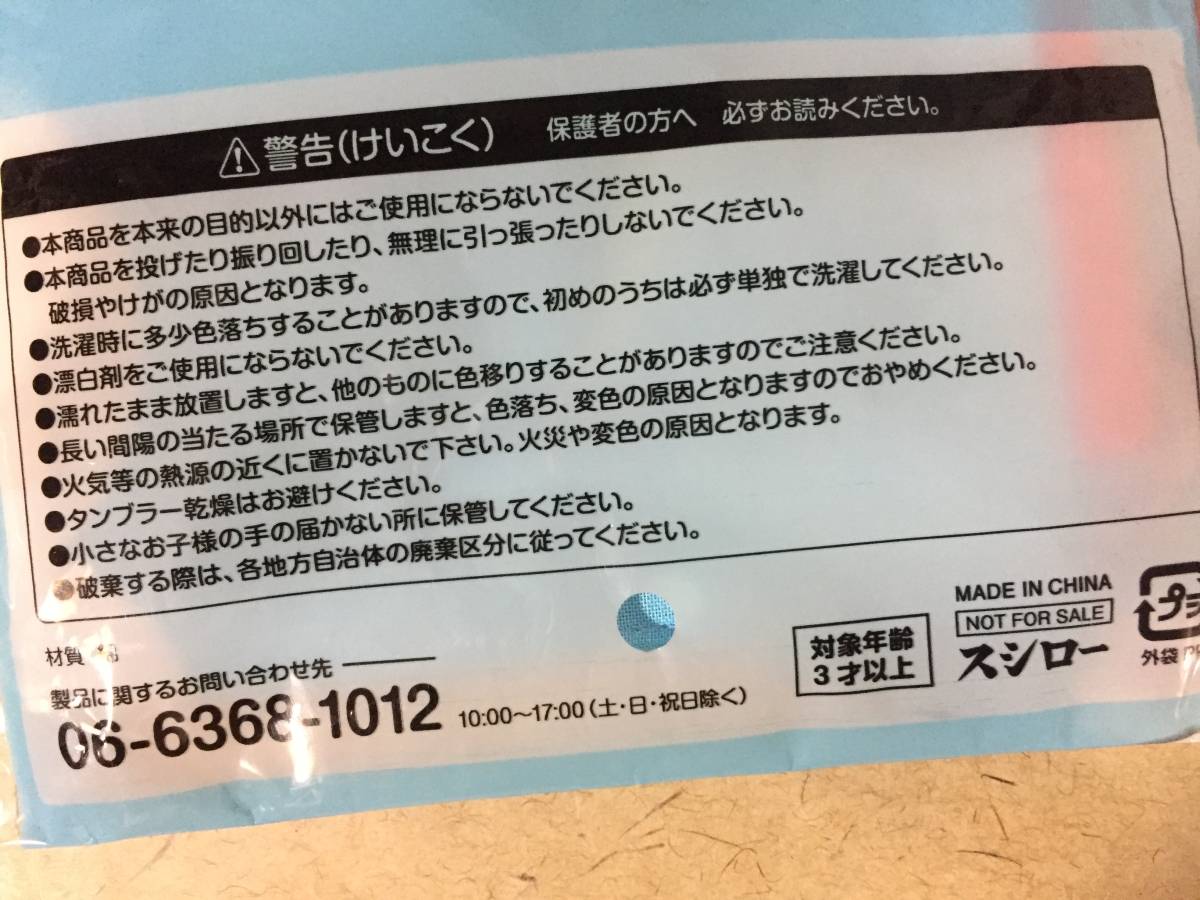 警告(けいこく) 保護者の方へ 必ずお読みください。
●本商品を本来の目的以外にはご使用にならないでください。
●本商品を投げたり振り回したり、無理に引っ張ったりしないでください。
破損やけがの原因となります。
●洗濯時に多少色落ちすることがありますので、初めのうちは必ず単独で洗濯してください。
●漂白剤をご使用にならないでください。
●濡れたまま放置しますと、他のものに色移りすることがありますのでご注意ください。
●長い間陽の当たる場所で保管しますと、色落ち、変色の原因となりますのでおやめください。
●火気等の熱源の近くに置かないで下さい。火災や変色の原因となります。
●タンブラー乾燥はお避けください。
●小さなお子様の手の届かない所に保管してください。
●破棄する際は、各地方自治体の廃棄区分に従ってください。
材質
製品に関するお問い合わせ先
06-6368-1012 10:00~17:00(土・日・祝日除く)
対象年齢
3才以上
MADE IN CHINA
NOT FOR SALE
スシロー
プラ
外袋